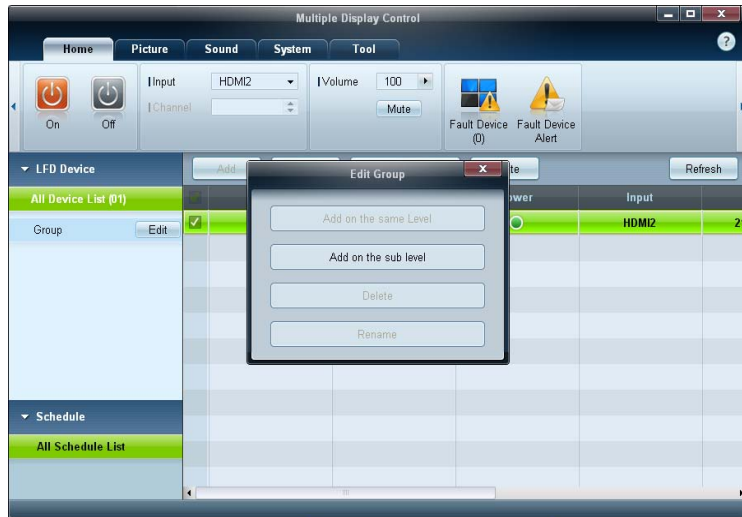 Multiple Display Control
Home Picture Sound System Tool
Input HDMI2 Volume 100
Channel Mute
On Off Fault Device (0) Fault Device Alert
LFD Device Add Refresh
Edit Group
All Device List (01) Input
Group Edit HDMI2
Add on the same Level
Add on the sub level
Delete
Rename
Schedule
All Schedule List